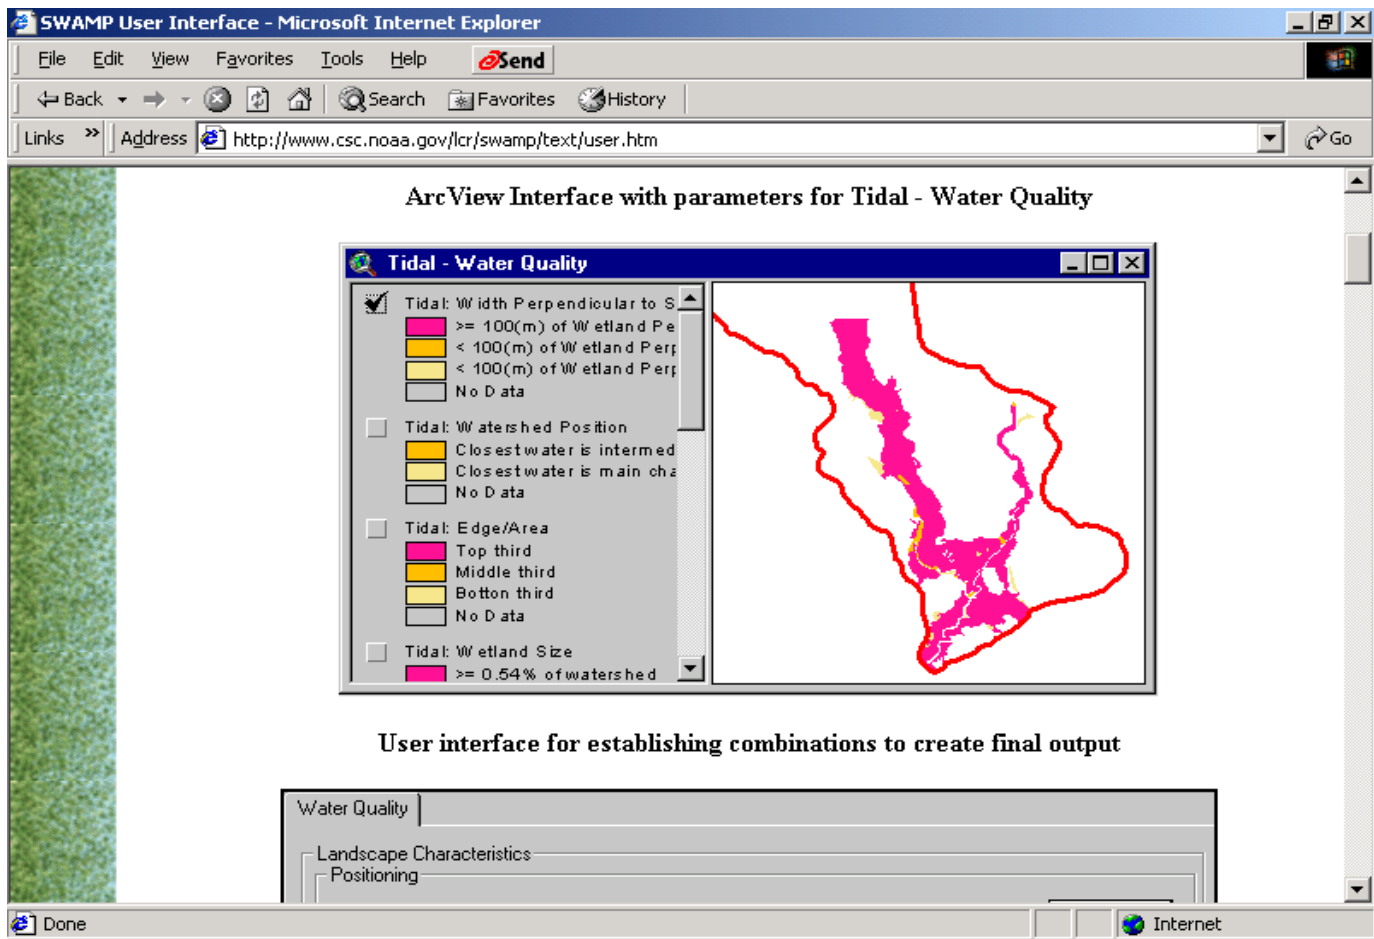 SWAMP User Interface - Microsoft Internet Explorer
File Edit View Favorites Tools Help Send
Back Search Favorites History
Links » Address http://www.csc.noaa.gov/lcr/swamp/text/user.htm Go
ArcView Interface with parameters for Tidal - Water Quality
Tidal - Water Quality
Tidal: Width Perpendicular to S
>= 100(m) of Wetland Pe
< 100(m) of Wetland Perp
< 100(m) of Wetland Perp
No Data
Tidal: Watershed Position
Closest water is intermed
Closest water is main cha
No Data
Tidal: Edge/Area
Top third
Middle third
Botton third
No Data
Tidal: Wetland Size
>= 0.54% of watershed
User interface for establishing combinations to create final output
Water Quality
Landscape Characteristics
Positioning
Done Internet